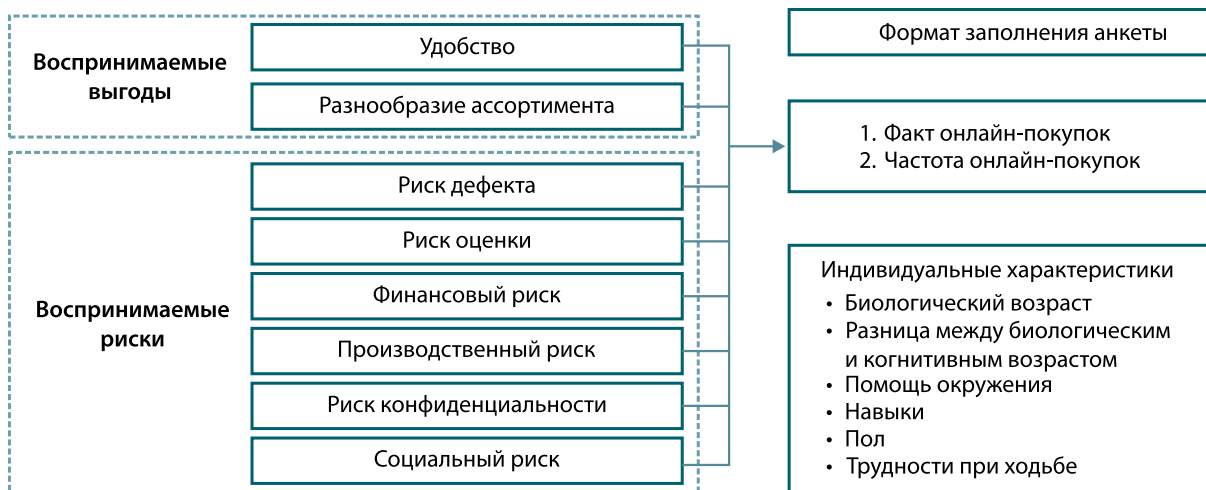 Воспринимаемые
выгоды
Удобство
Разнообразие ассортимента
Воспринимаемые
риски
Риск дефекта
Риск оценки
Финансовый риск
Производственный риск
Риск конфиденциальности
Социальный риск
Формат заполнения анкеты
1. Факт онлайн-покупок
2. Частота онлайн-покупок
Индивидуальные характеристики
• Биологический возраст
• Разница между биологическим
и когнитивным возрастом
• Помощь окружения
• Навыки
• Пол
• Трудности при ходьбе